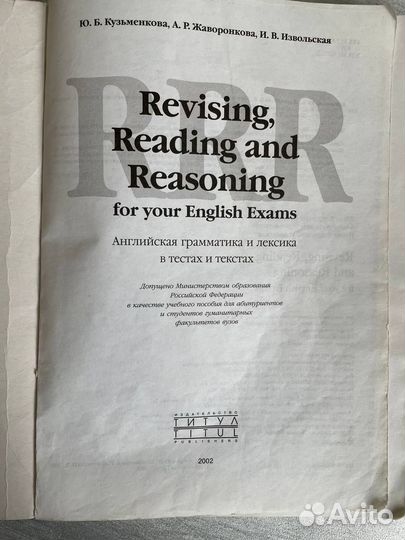 Ю. Б. Кузьменкова, А. Р. Жаворонкова, И. В. Извольская
RRR
Revising,
Reading and
Reasoning
for your English Exams
Английская грамматика и лексика
в тестах и текстах
Допущено Министерством образования
Российской Федерации
в качестве учебного пособия для абитуриентов
и студентов гуманитарных
факультетов вузов
ИЗДАТЕЛЬСТВО
ТИТУЛ
TITUL
PUBLISHERS
2002
Avito